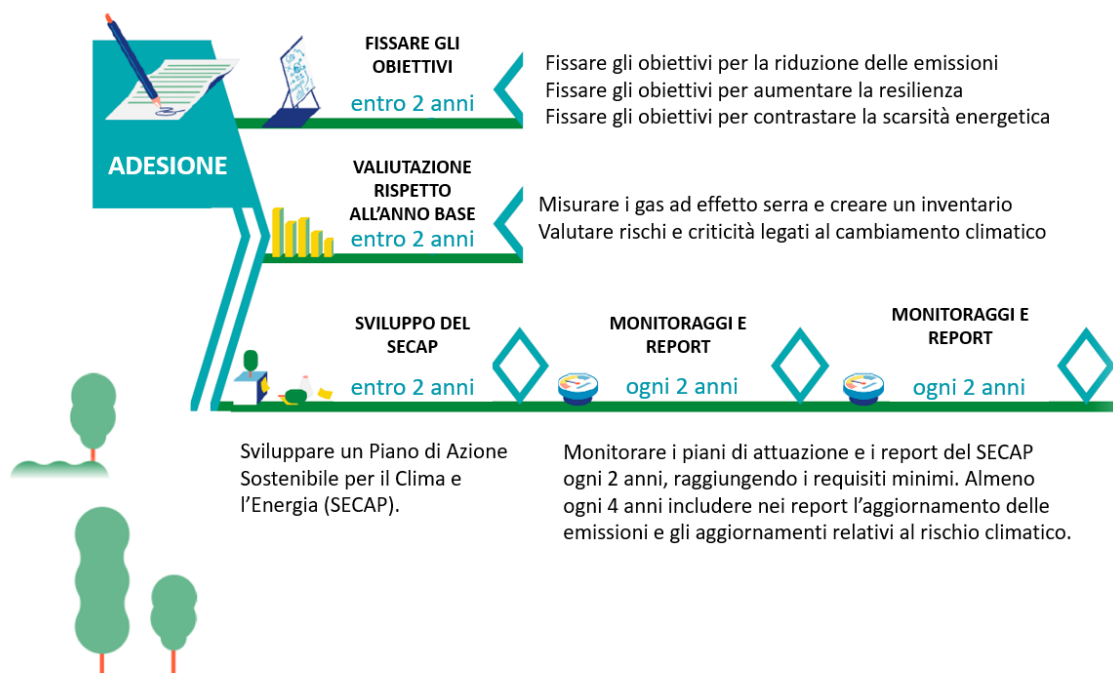 ADESIONE
FISSARE GLI
OBIETTIVI
entro 2 anni
Fissare gli obiettivi per la riduzione delle emissioni
Fissare gli obiettivi per aumentare la resilienza
Fissare gli obiettivi per contrastare la scarsità energetica
VALIUTAZIONE
RISPETTO
ALL’ANNO BASE
entro 2 anni
Misurare i gas ad effetto serra e creare un inventario
Valutare rischi e criticità legati al cambiamento climatico
SVILUPPO DEL
SECAP
entro 2 anni
MONITORAGGI E
REPORT
ogni 2 anni
MONITORAGGI E
REPORT
ogni 2 anni
Sviluppare un Piano di Azione
Sostenibile per il Clima e
l’Energia (SECAP).
Monitorare i piani di attuazione e i report del SECAP
ogni 2 anni, raggiungendo i requisiti minimi. Almeno
ogni 4 anni includere nei report l’aggiornamento delle
emissioni e gli aggiornamenti relativi al rischio climatico.